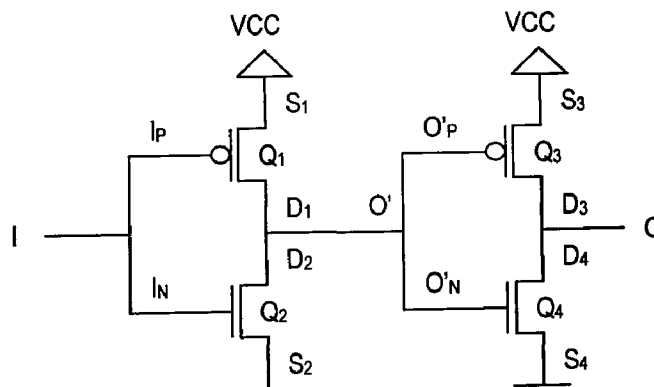 VCC VCC
S1 S3
IP O'P
Q1 Q3
I D1 O' D3
D2 D4
IN O'N
Q2 Q4
S2 S4